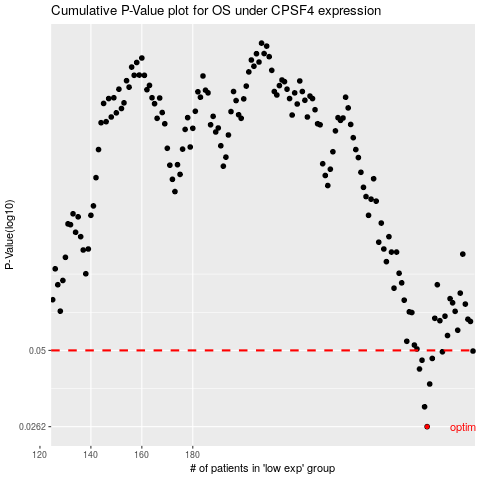 Cumulative P-Value plot for OS under CPSF4 expression
P-Value(log10)
0.05
0.0262
optim
120 140 160 180
# of patients in 'low exp' group